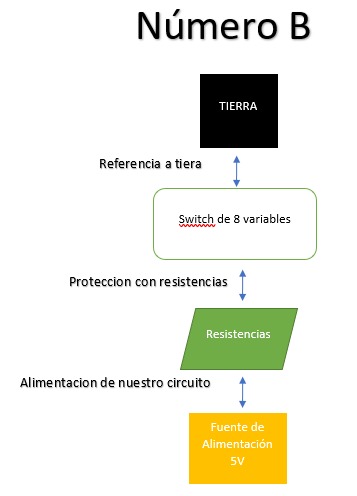 Número B
TIERRA
Referencia a tiera
Switch de 8 variables
Proteccion con resistencias
Resistencias
Alimentacion de nuestro circuito
Fuente de
Alimentación
5V